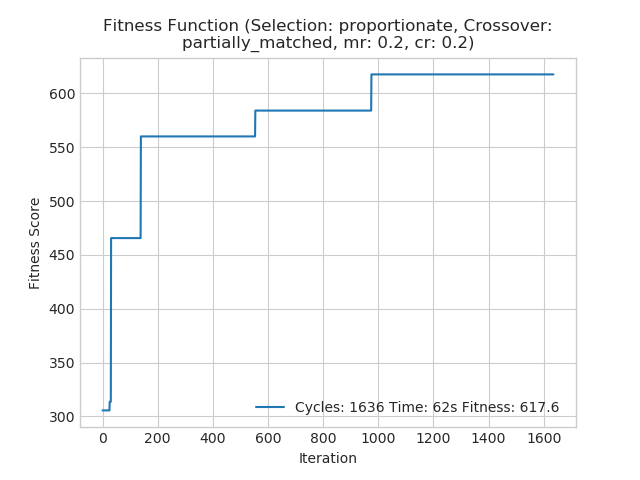 Fitness Function (Selection: proportionate, Crossover:
partially_matched, mr: 0.2, cr: 0.2)
Fitness Score
600
550
500
450
400
350
300
Cycles: 1636 Time: 62s Fitness: 617.6
0 200 400 600 800 1000 1200 1400 1600
Iteration